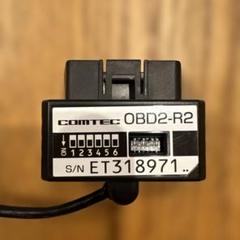 COMTEC OBD2-R2
ON
1 2 3 4 5 6
S/N ET318971..